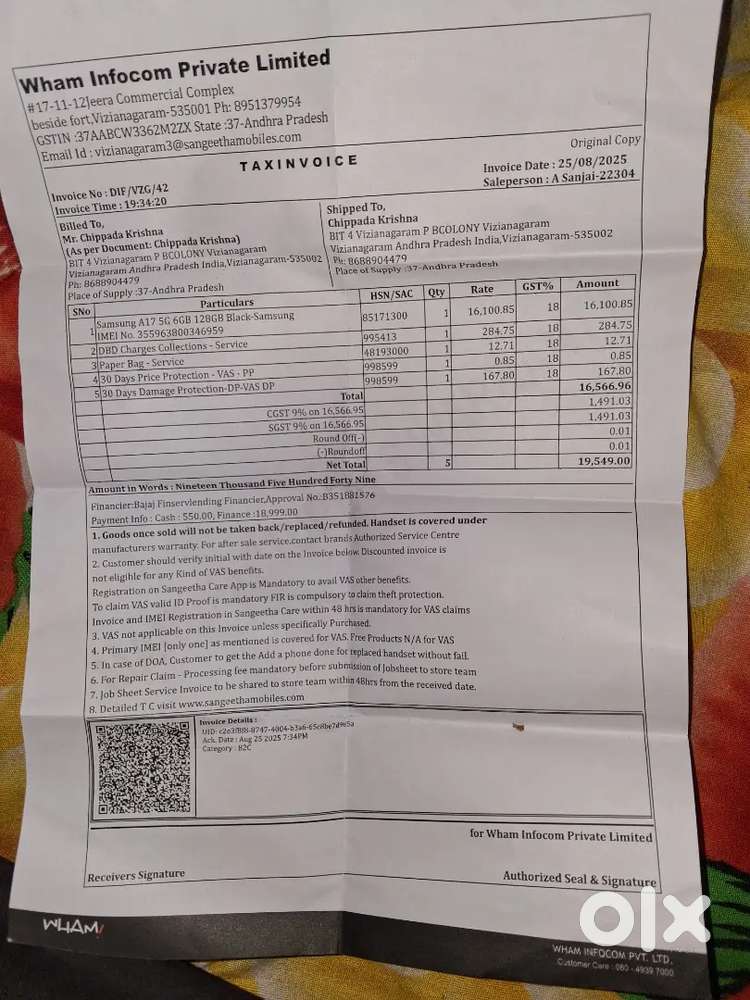 Wham Infocom Private Limited
#17-11-12Jeera Commercial Complex
beside fort,Vizianagaram-535001 Ph: 8951379954
GSTIN :37AABCW3362M2ZX State :37-Andhra Pradesh
Email Id : vizianagaram3@sangeethamobiles.com
Original Copy
TAXINVOICE
Invoice No : DIF/VZG/42
Invoice Time : 19:34:20
Invoice Date : 25/08/2025
Saleperson : A Sanjai-22304
Billed To,
Mr. Chippada Krishna
(As per Document: Chippada Krishna)
BIT 4 Vizianagaram P BCOLONY Vizianagaram
Vizianagaram Andhra Pradesh India,Vizianagaram-535002
Ph: 8688904479
Place of Supply :37-Andhra Pradesh
Shipped To,
Chippada Krishna
BIT 4 Vizianagaram P BCOLONY Vizianagaram
Vizianagaram Andhra Pradesh India,Vizianagaram-535002
Ph: 8688904479
Place of Supply :37-Andhra Pradesh
SNo Particulars HSN/SAC Qty Rate GST% Amount
1 Samsung A17 5G 6GB 128GB Black-Samsung 85171300 1 16,100.85 18 16,100.85
IMEI No. 355963800346959
2 DBD Charges Collections - Service 995413 1 284.75 18 284.75
3 Paper Bag - Service 48193000 1 12.71 18 12.71
4 30 Days Price Protection - VAS - PP 998599 1 0.85 18 0.85
5 30 Days Damage Protection-DP-VAS DP 998599 1 167.80 18 167.80
Total 16,566.96
CGST 9% on 16,566.95 1,491.03
SGST 9% on 16,566.95 1,491.03
Round Off(-) 0.01
(-)Roundoff 0.01
Net Total 5 19,549.00
Amount in Words : Nineteen Thousand Five Hundred Forty Nine
Financier:Bajaj Finservlending Financier,Approval No.:B351881576
Payment Info : Cash : 550.00, Finance :18,999.00
1. Goods once sold will not be taken back/replaced/refunded. Handset is covered under
manufacturers warranty. For after sale service.contact brands Authorized Service Centre
2. Customer should verify initial with date on the Invoice below. Discounted invoice is
not eligihle for any Kind of VAS benefits.
Registration on Sangeetha Care App is Mandatory to avail VAS other benefits.
To claim VAS valid ID Proof is mandatory FIR is compulsory to claim theft protection.
Invoice and IMEI Registration in Sangeetha Care within 48 hrs is mandatory for VAS claims
3. VAS not applicable on this Invoice unless specifically Purchased.
4. Primary IMEI [only one] as mentioned is covered for VAS. Free Products N/A for VAS
5. In case of DOA, Customer to get the Add a phone done for replaced handset without fail.
6. For Repair Claim - Processing fee mandatory before submission of Jobsheet to store team
7. Job Sheet Service Invoice to be shared to store team within 48hrs from the received date.
8. Detailed T C visit www.sangeethamobiles.com
Invoice Details :
Ack. Date : Aug 25 2025 7:34PM
Category : B2C
for Wham Infocom Private Limited
Receivers Signature
Authorized Seal & Signature
WHAM!
WHAM INFOCOM PVT. LTD.
Customer Care : 080 - 4939 7000
olx